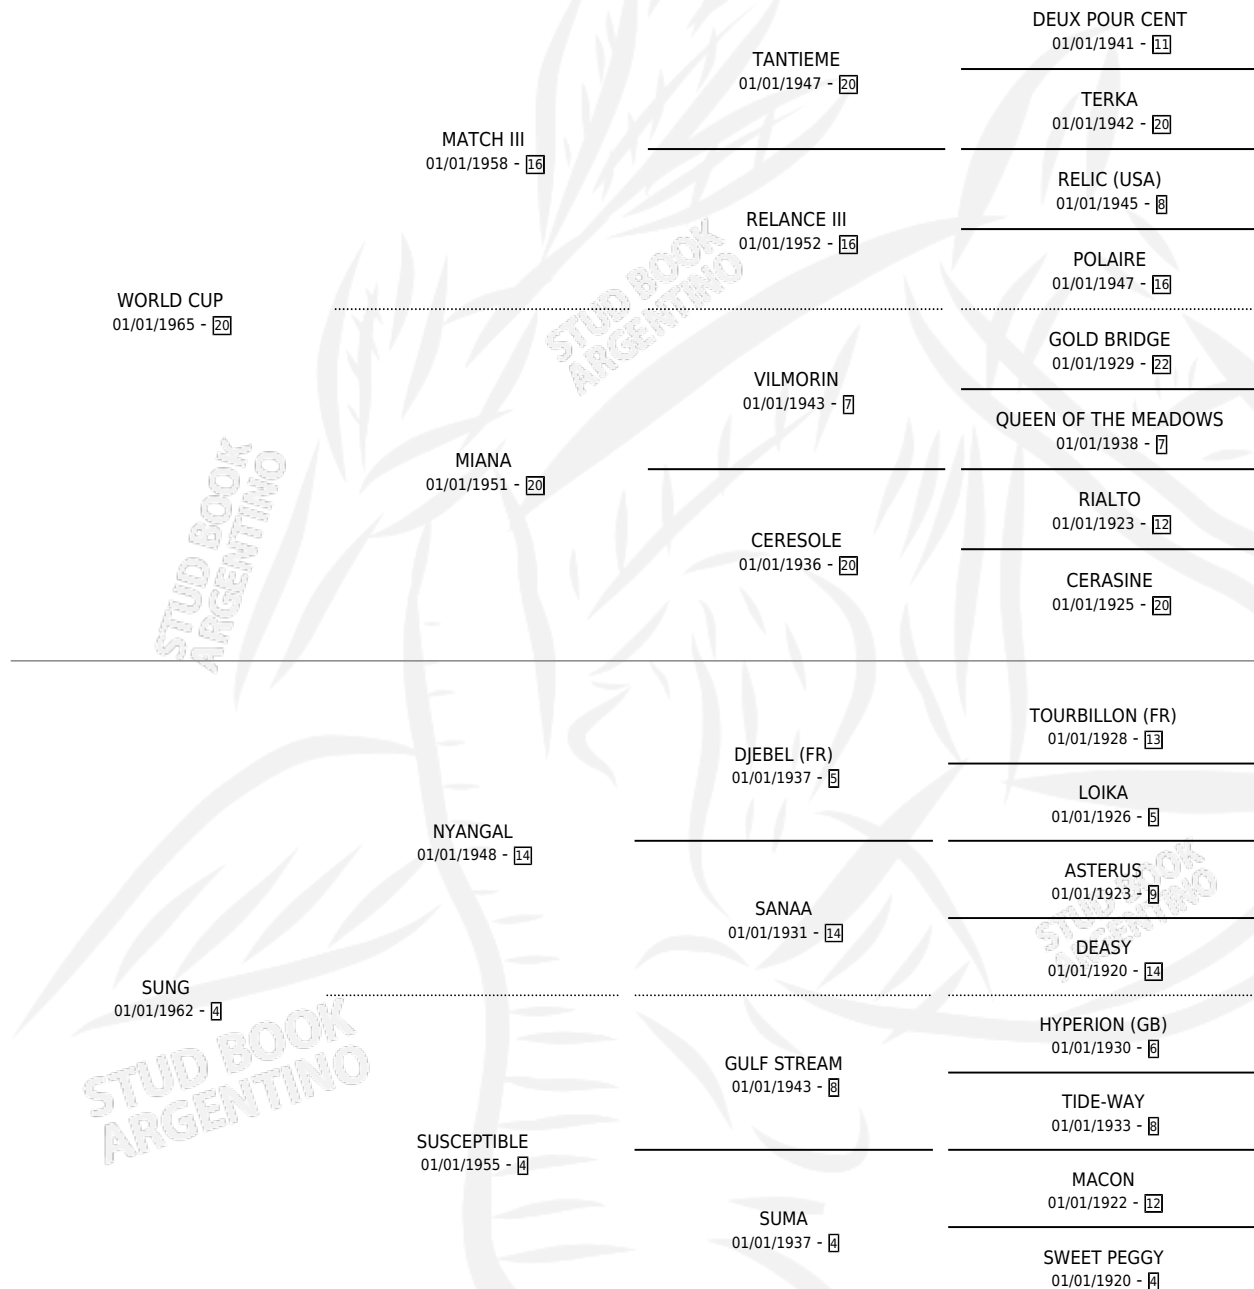 DEUX POUR CENT
01/01/1941 - 11
TANTIEME
01/01/1947 - 20
TERKA
01/01/1942 - 20
MATCH III
01/01/1958 - 16
RELIC (USA)
01/01/1945 - 8
RELANCE III
01/01/1952 - 16
POLAIRE
01/01/1947 - 16
WORLD CUP
01/01/1965 - 20
STUD BOOK
ARGENTINO
GOLD BRIDGE
01/01/1929 - 22
VILMORIN
01/01/1943 - 7
QUEEN OF THE MEADOWS
01/01/1938 - 7
MIANA
01/01/1951 - 20
RIALTO
01/01/1923 - 12
CERESOLE
01/01/1936 - 20
CERASINE
01/01/1925 - 20
STUD BOOK
ARGENTINO
TOURBILLON (FR)
01/01/1928 - 13
DJEBEL (FR)
01/01/1937 - 5
LOIKA
01/01/1926 - 5
NYANGAL
01/01/1948 - 14
ASTERUS
01/01/1923 - 9
SANAA
01/01/1931 - 14
DEASY
01/01/1920 - 14
STUD BOOK
ARGENTINO
SUNG
01/01/1962 - 4
HYPERION (GB)
01/01/1930 - 6
GULF STREAM
01/01/1943 - 8
TIDE-WAY
01/01/1933 - 8
STUD BOOK
ARGENTINO
SUSCEPTIBLE
01/01/1955 - 4
MACON
01/01/1922 - 12
SUMA
01/01/1937 - 4
SWEET PEGGY
01/01/1920 - 4